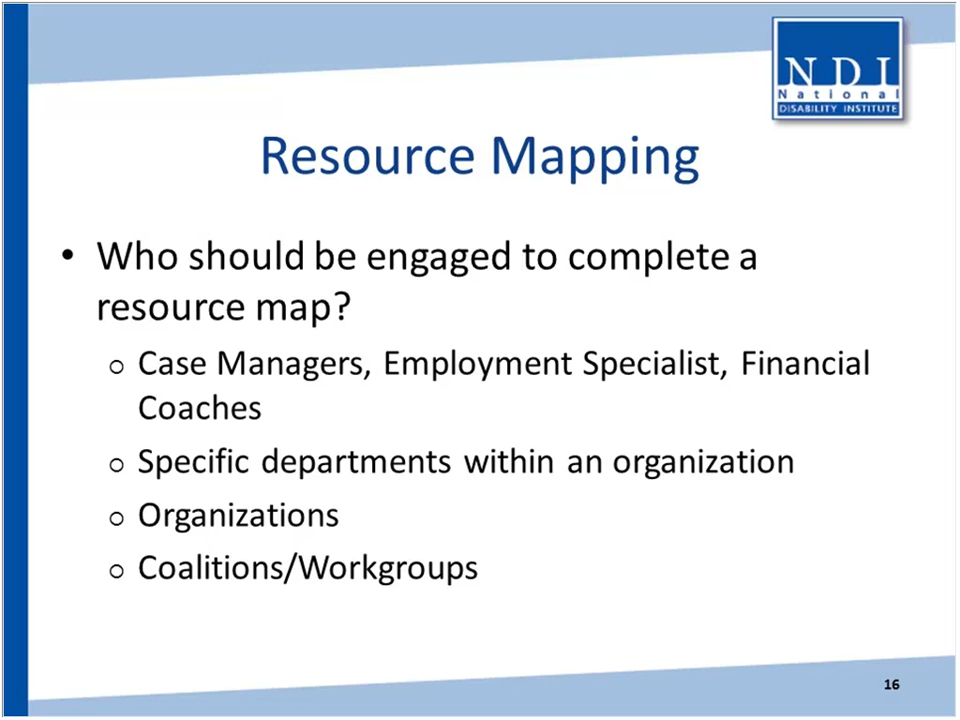 NDI
National
DISABILITY INSTITUTE
Resource Mapping
• Who should be engaged to complete a
resource map?
o Case Managers, Employment Specialist, Financial
Coaches
o Specific departments within an organization
o Organizations
o Coalitions/Workgroups
16